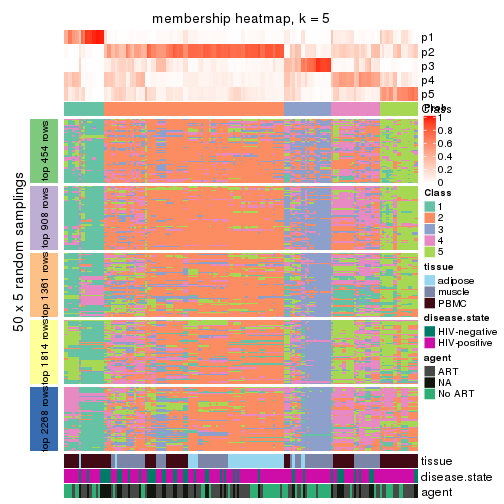 membership heatmap, k = 5
p1
p2
p3
p4
p5
Prob
Class
1
0.8
0.6
0.4
0.2
0
Class
1
2
3
4
5
tissue
adipose
muscle
PBMC
disease.state
HIV-negative
HIV-positive
agent
ART
NA
No ART
50 x 5 random samplings
top 454 rows
top 908 rows
top 1361 rows
top 1814 rows
top 2268 rows
tissue
disease.state
agent